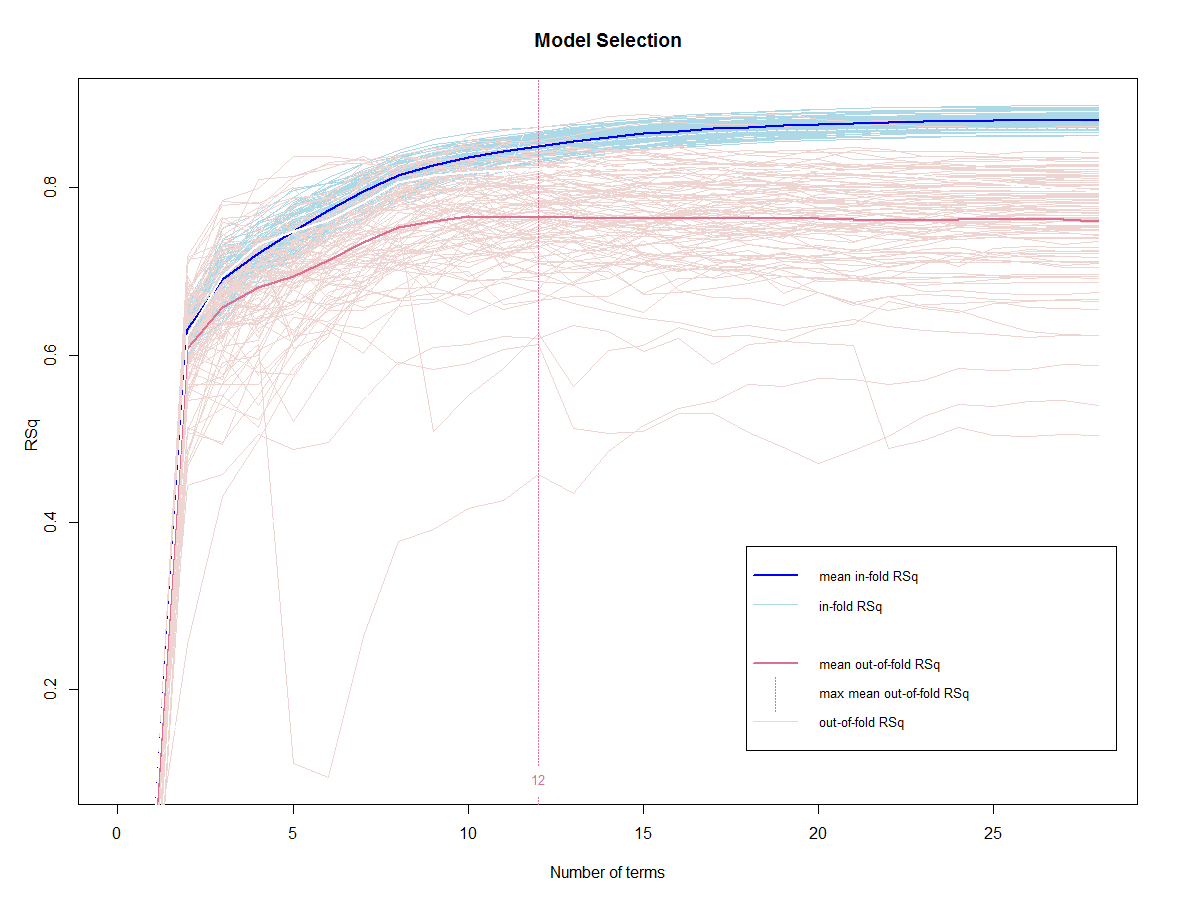 Model Selection
RSq
0.8
0.6
0.4
0.2
mean in-fold RSq
in-fold RSq
mean out-of-fold RSq
max mean out-of-fold RSq
out-of-fold RSq
12
0 5 10 15 20 25
Number of terms